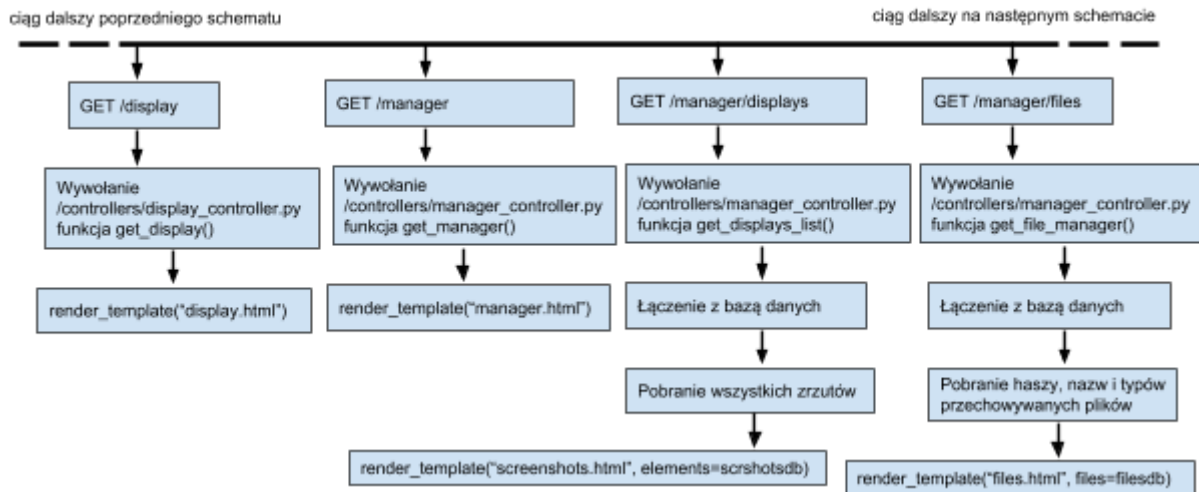 ciąg dalszy poprzedniego schematu
ciąg dalszy na następnym schemacie
GET /display
GET /manager
GET /manager/displays
GET /manager/files
Wywołanie
/controllers/display_controller.py
funkcja get_display()
Wywołanie
/controllers/manager_controller.py
funkcja get_manager()
Wywołanie
/controllers/manager_controller.py
funkcja get_displays_list()
Wywołanie
/controllers/manager_controller.py
funkcja get_file_manager()
render_template(“display.html”)
render_template(“manager.html”)
Łączenie z bazą danych
Łączenie z bazą danych
Pobranie wszystkich zrzutów
Pobranie haszy, nazw i typów
przechowywanych plików
render_template(“screenshots.html”, elements=scrshotsdb)
render_template(“files.html”, files=filesdb)